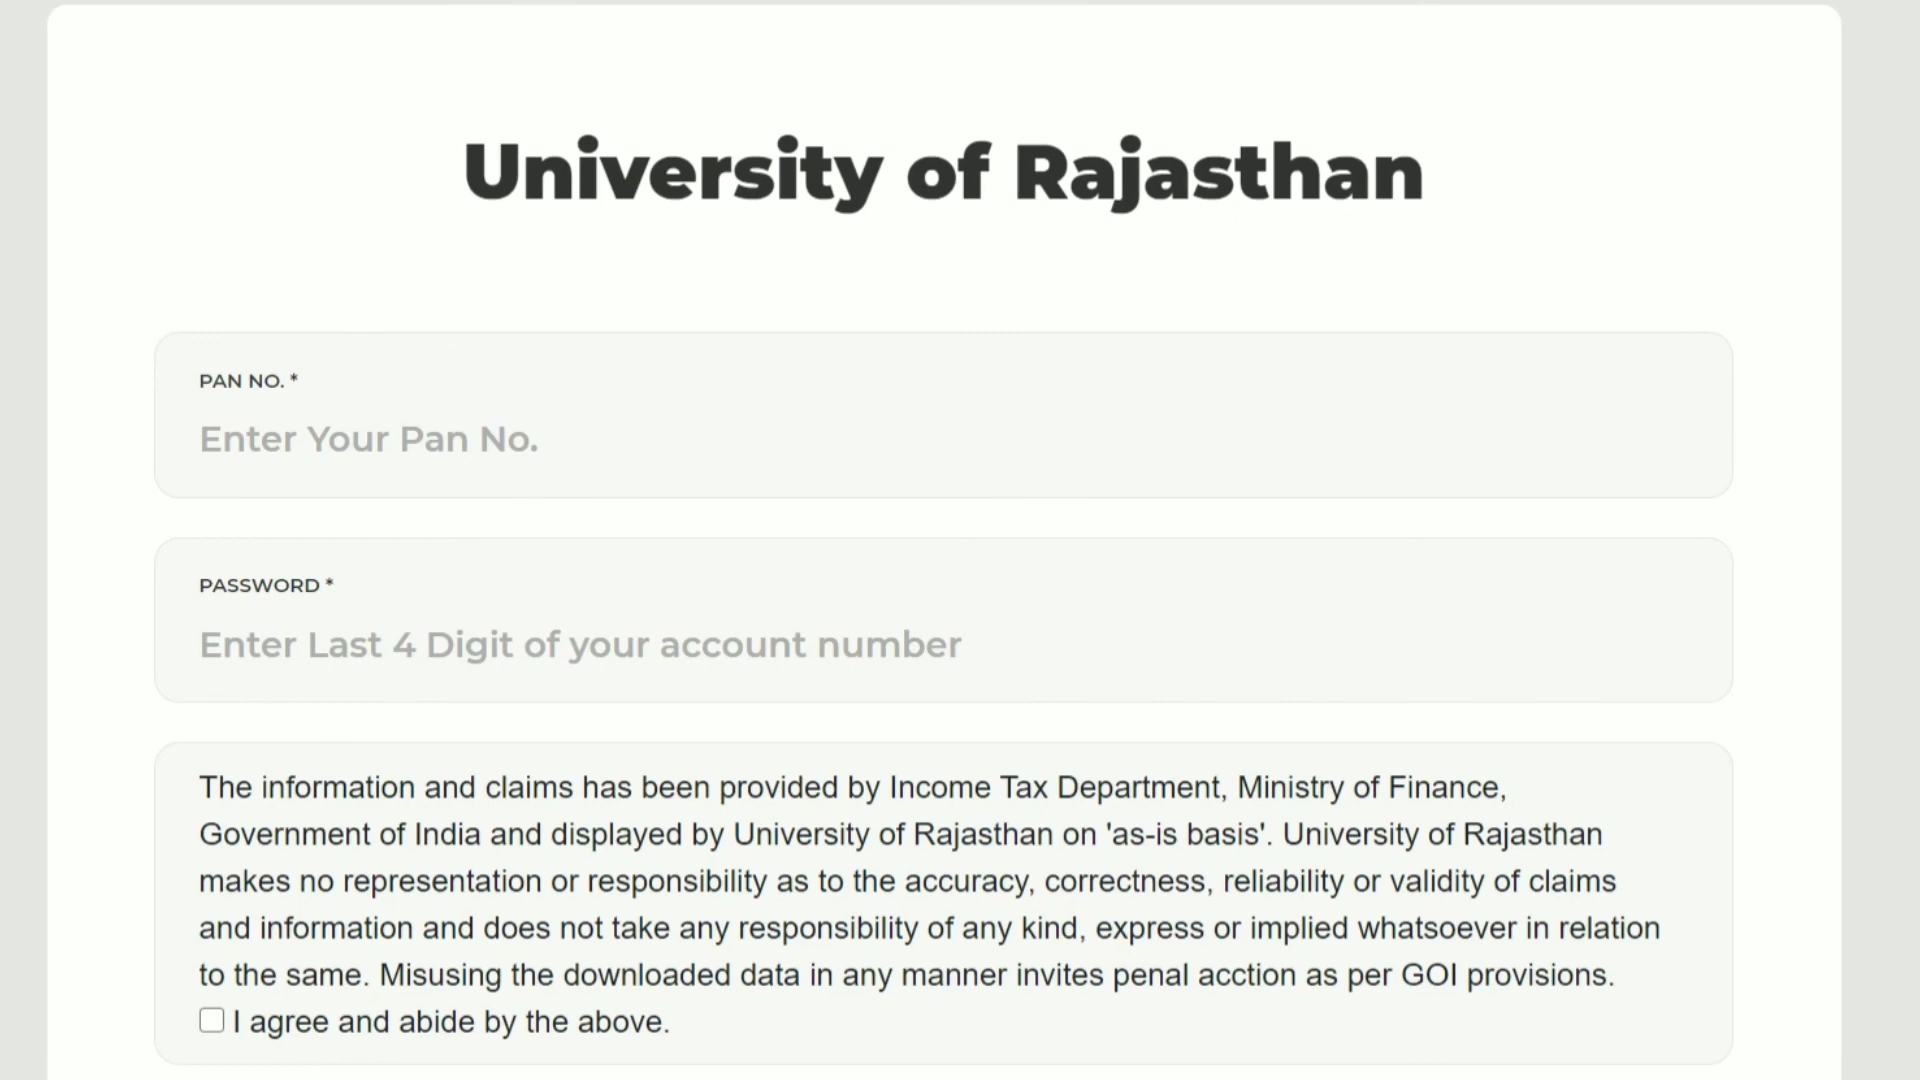 University of Rajasthan
PAN NO. *
Enter Your Pan No.
PASSWORD *
Enter Last 4 Digit of your account number
The information and claims has been provided by Income Tax Department, Ministry of Finance,
Government of India and displayed by University of Rajasthan on 'as-is basis'. University of Rajasthan
makes no representation or responsibility as to the accuracy, correctness, reliability or validity of claims
and information and does not take any responsibility of any kind, express or implied whatsoever in relation
to the same. Misusing the downloaded data in any manner invites penal acction as per GOI provisions.
I agree and abide by the above.